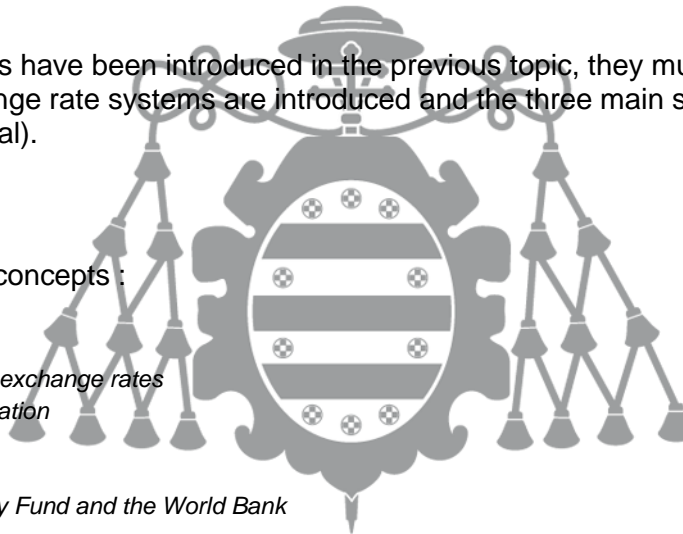 s have been introduced in the previous topic, they mu
nge rate systems are introduced and the three main s
al).
concepts :
exchange rates
ation
y Fund and the World Bank